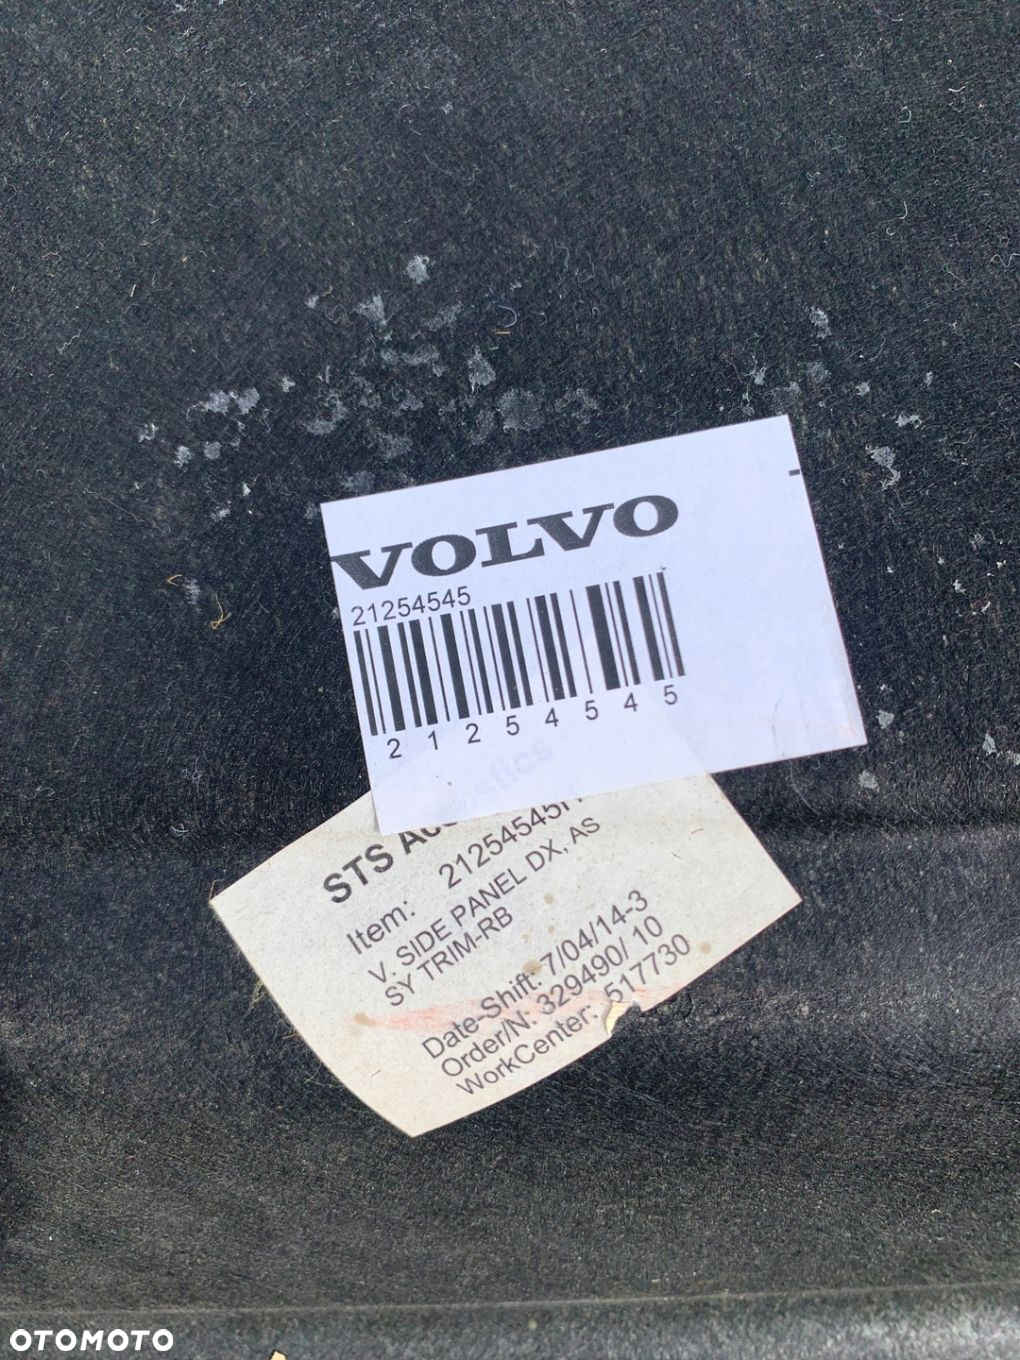 VOLVO
21254545
2 1 2 5 4 5 4 5
STS
Item: 21254545
V. SIDE PANEL DX, AS
SY TRIM-RB
Date-Shift: 7/04/14-3
Order/N: 329490/ 10
WorkCenter: 517730
OTOMOTO